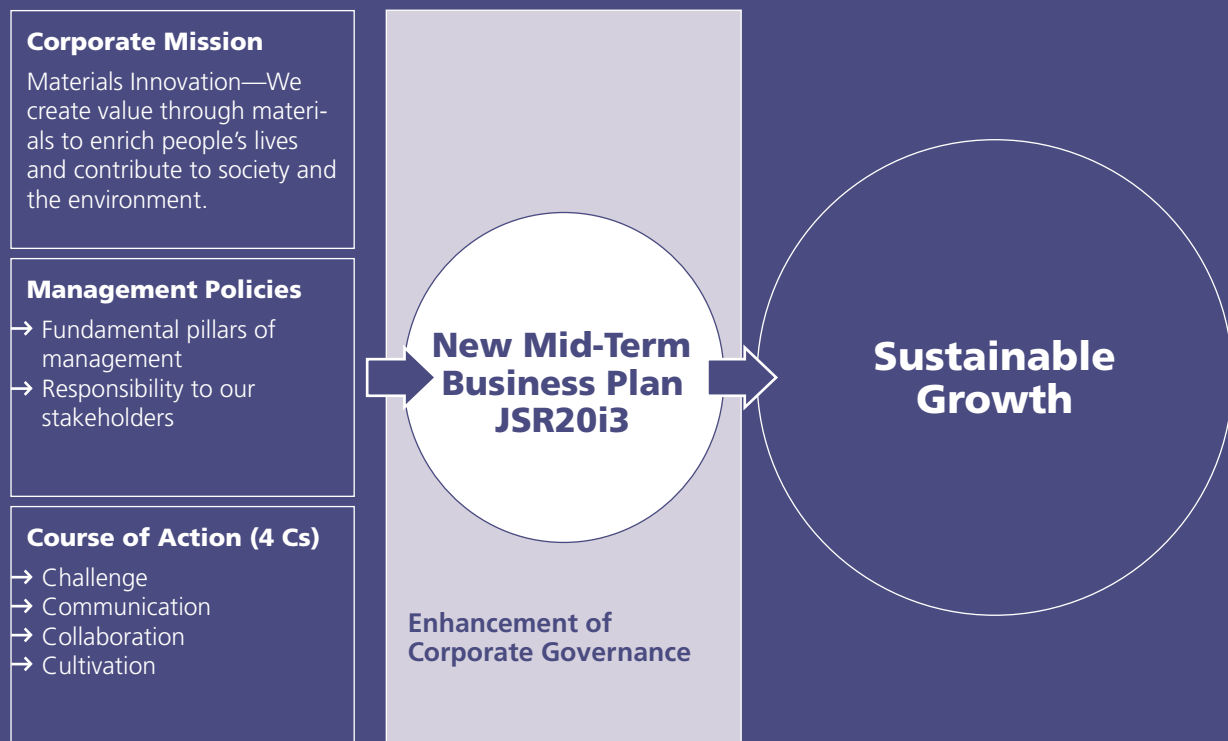 Corporate Mission
Materials Innovation—We
create value through materi-
als to enrich people’s lives
and contribute to society and
the environment.
Management Policies
→ Fundamental pillars of
management
→ Responsibility to our
stakeholders
Course of Action (4 Cs)
→ Challenge
→ Communication
→ Collaboration
→ Cultivation
New Mid-Term
Business Plan
JSR20i3
Enhancement of
Corporate Governance
Sustainable
Growth